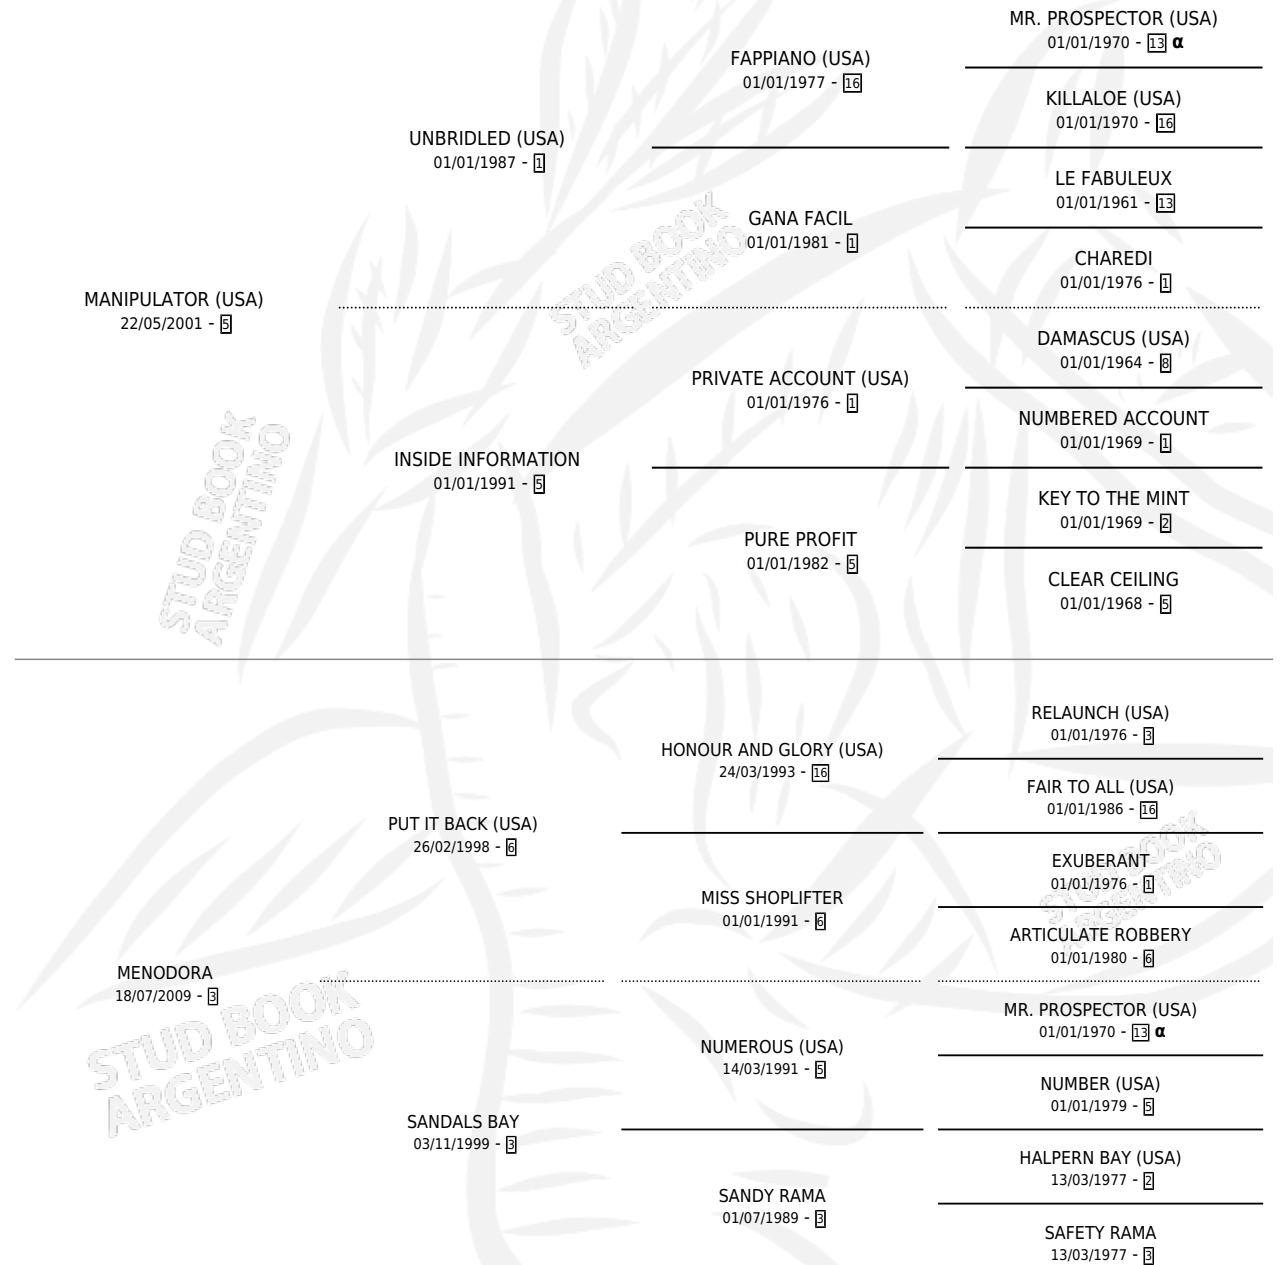 MR. PROSPECTOR (USA)
01/01/1970 - 13 α
FAPPIANO (USA)
01/01/1977 - 16
KILLALOE (USA)
01/01/1970 - 16
UNBRIDLED (USA)
01/01/1987 - 1
LE FABULEUX
01/01/1961 - 13
GANA FACIL
01/01/1981 - 1
CHAREDI
01/01/1976 - 1
MANIPULATOR (USA)
22/05/2001 - 5
DAMASCUS (USA)
01/01/1964 - 8
PRIVATE ACCOUNT (USA)
01/01/1976 - 1
NUMBERED ACCOUNT
01/01/1969 - 1
INSIDE INFORMATION
01/01/1991 - 5
KEY TO THE MINT
01/01/1969 - 2
PURE PROFIT
01/01/1982 - 5
CLEAR CEILING
01/01/1968 - 5
RELAUNCH (USA)
01/01/1976 - 3
HONOUR AND GLORY (USA)
24/03/1993 - 16
FAIR TO ALL (USA)
01/01/1986 - 16
PUT IT BACK (USA)
26/02/1998 - 6
EXUBERANT
01/01/1976 - 1
MISS SHOPLIFTER
01/01/1991 - 6
ARTICULATE ROBBERY
01/01/1980 - 6
MENODORA
18/07/2009 - 3
MR. PROSPECTOR (USA)
01/01/1970 - 13 α
NUMEROUS (USA)
14/03/1991 - 5
NUMBER (USA)
01/01/1979 - 5
SANDALS BAY
03/11/1999 - 3
HALPERN BAY (USA)
13/03/1977 - 2
SANDY RAMA
01/07/1989 - 3
SAFETY RAMA
13/03/1977 - 3
STUD BOOK
ARGENTINO
STUD BOOK
ARGENTINO
STUD BOOK
ARGENTINO
STUD BOOK
ARGENTINO